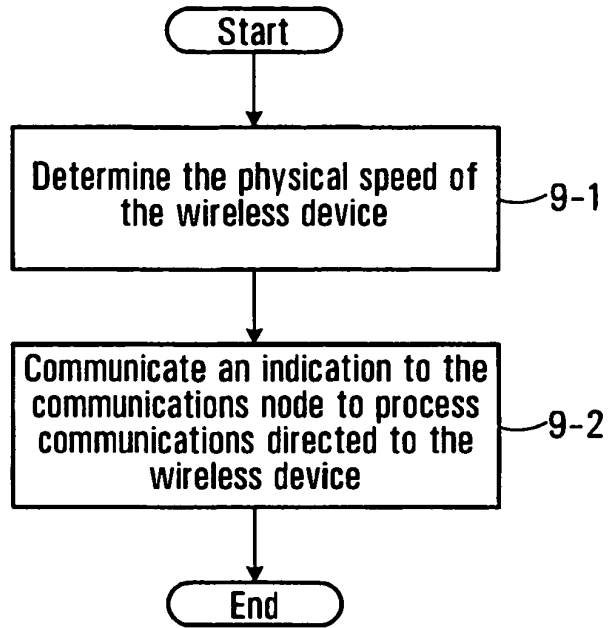 Start
Determine the physical speed of
the wireless device
9-1
Communicate an indication to the
communications node to process
communications directed to the
wireless device
9-2
End